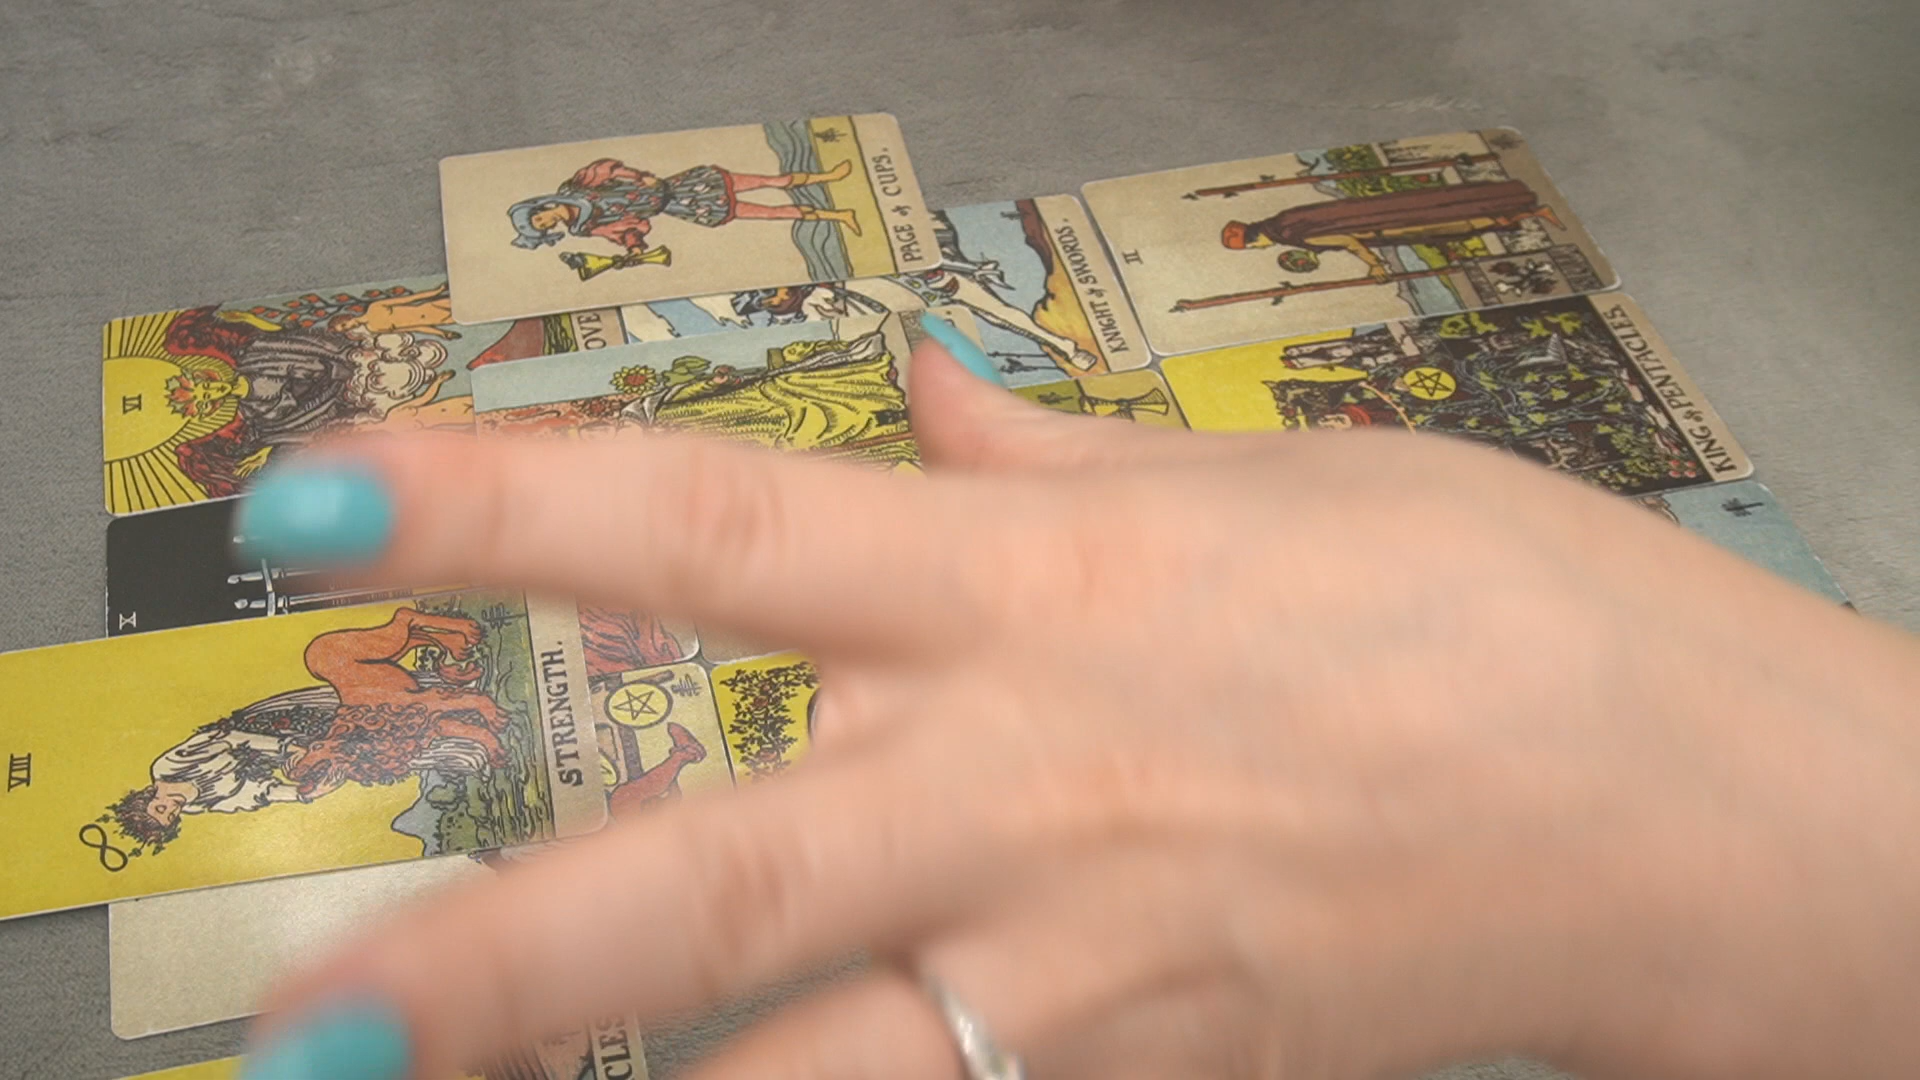 PAGE of CUPS.
KNIGHT of SWORDS.
II
KING of PENTACLES.
VI
OVE
X
VIII
STRENGTH.
CLES